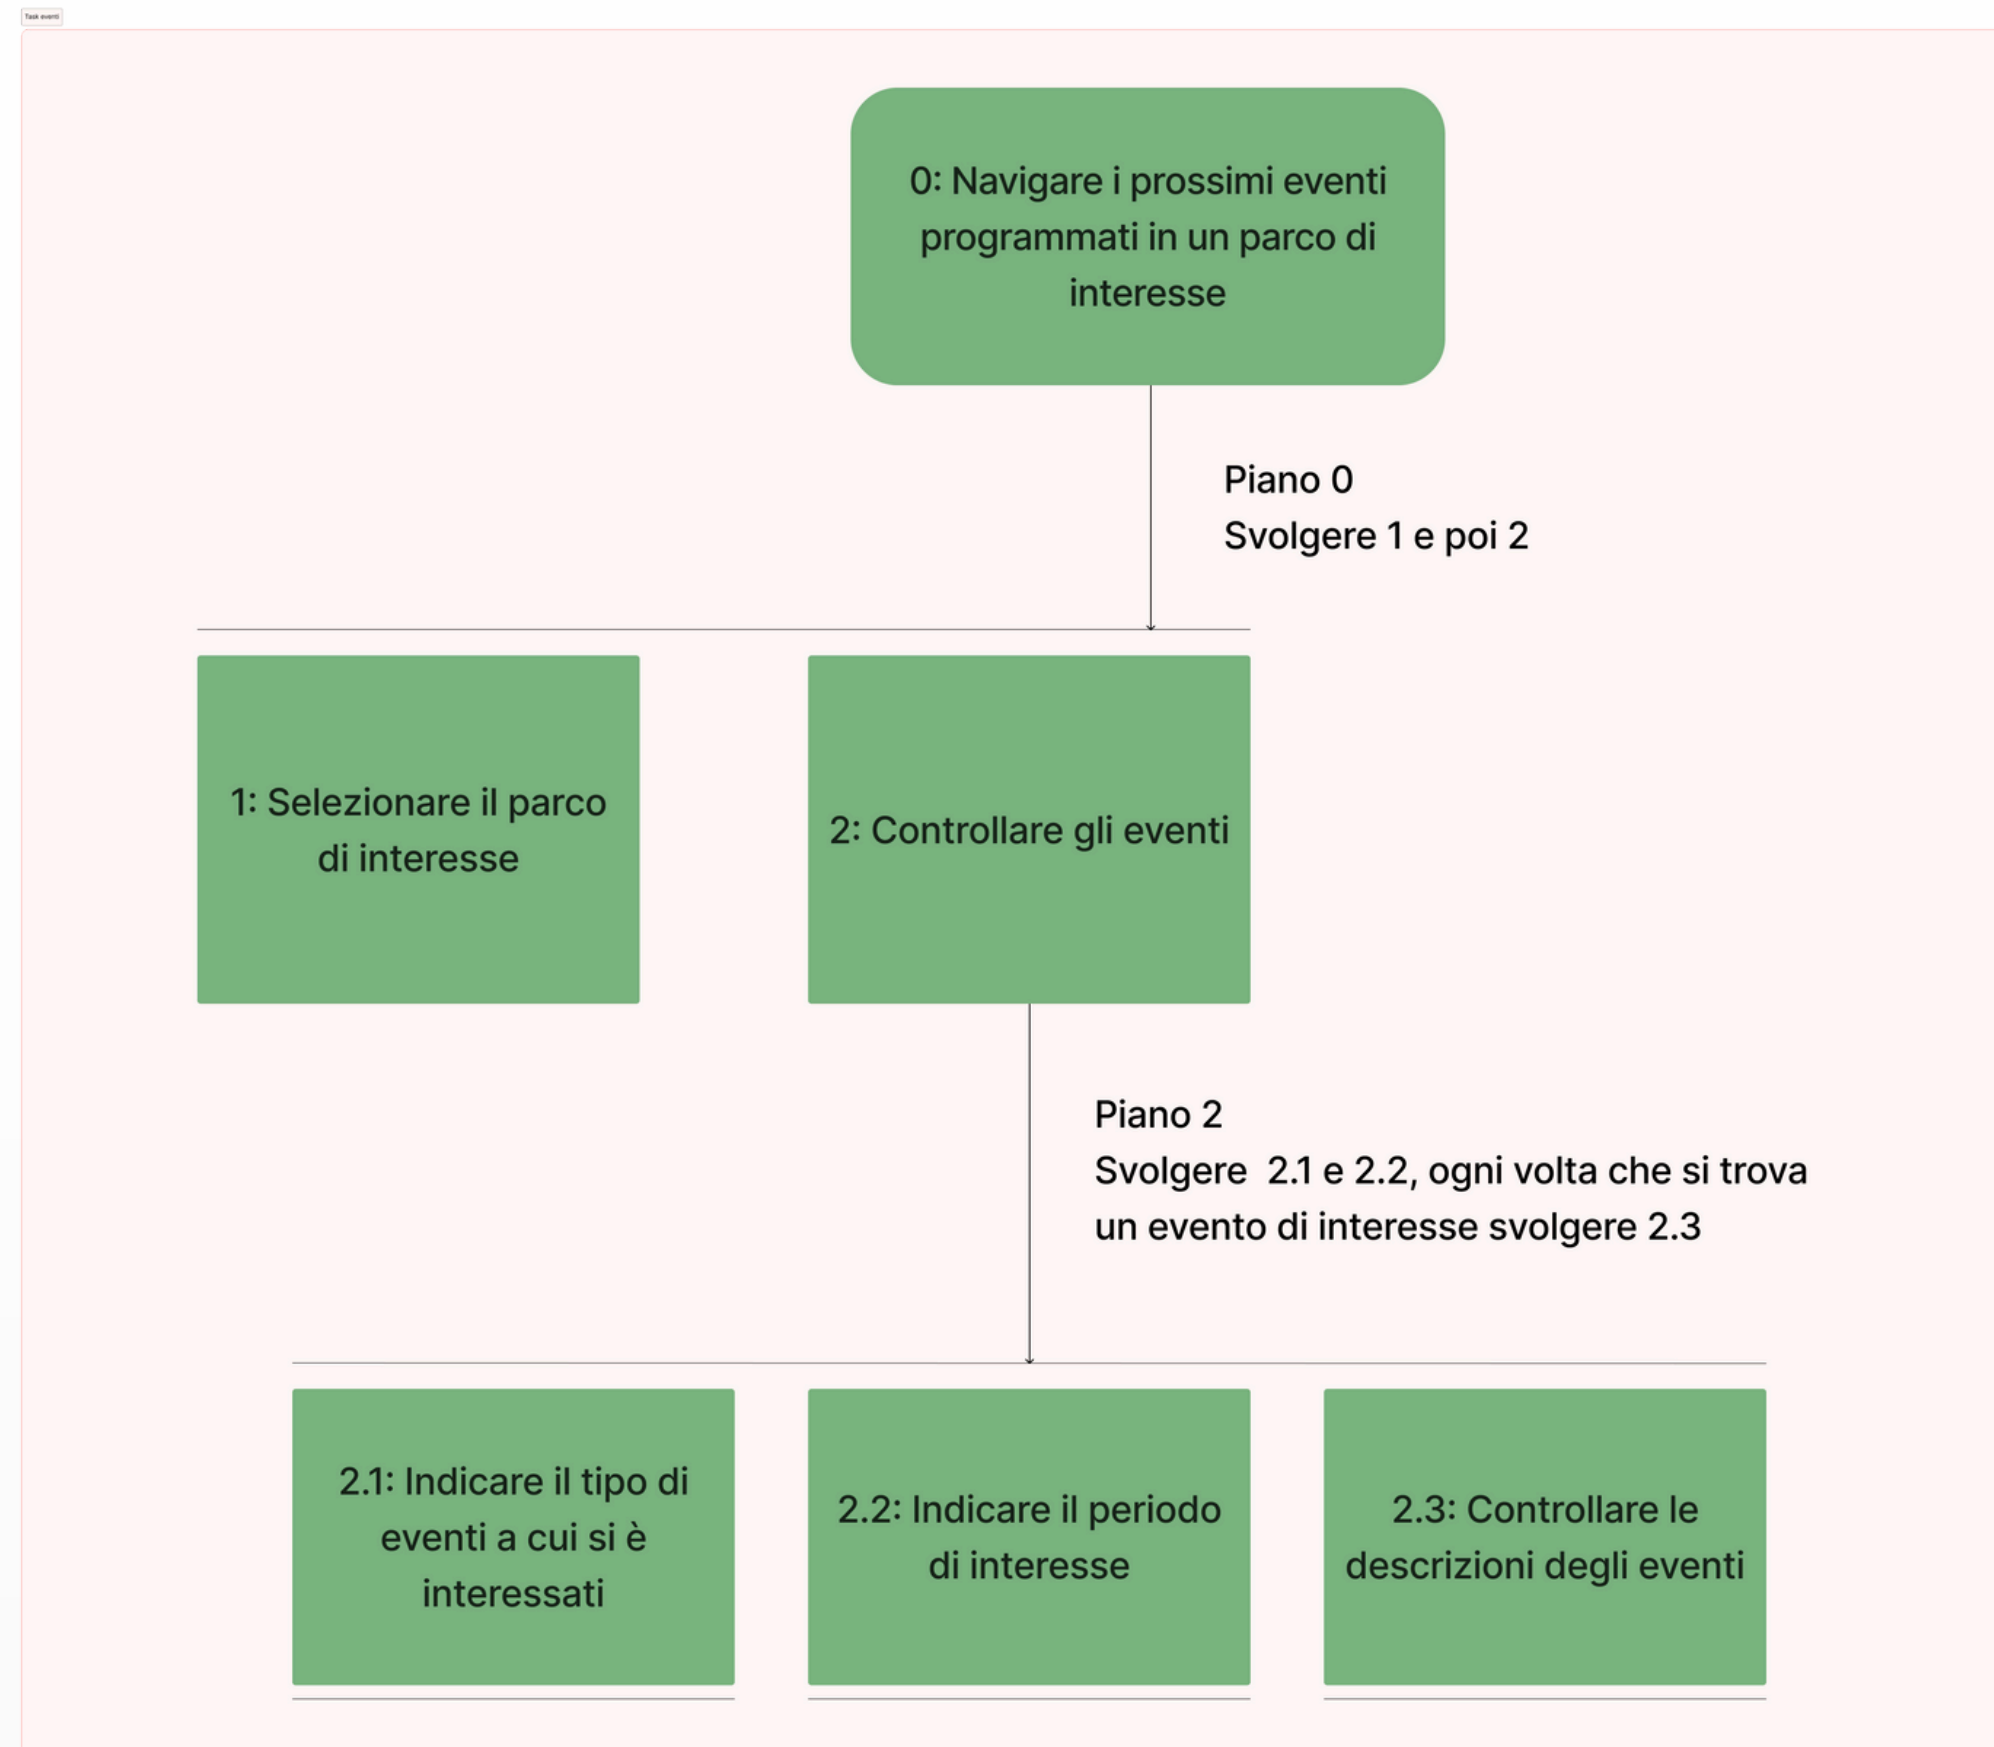 Task eventi
0: Navigare i prossimi eventi
programmati in un parco di
interesse
Piano 0
Svolgere 1 e poi 2
1: Selezionare il parco
di interesse
2: Controllare gli eventi
Piano 2
Svolgere  2.1 e 2.2, ogni volta che si trova
un evento di interesse svolgere 2.3
2.1: Indicare il tipo di
eventi a cui si è
interessati
2.2: Indicare il periodo
di interesse
2.3: Controllare le
descrizioni degli eventi